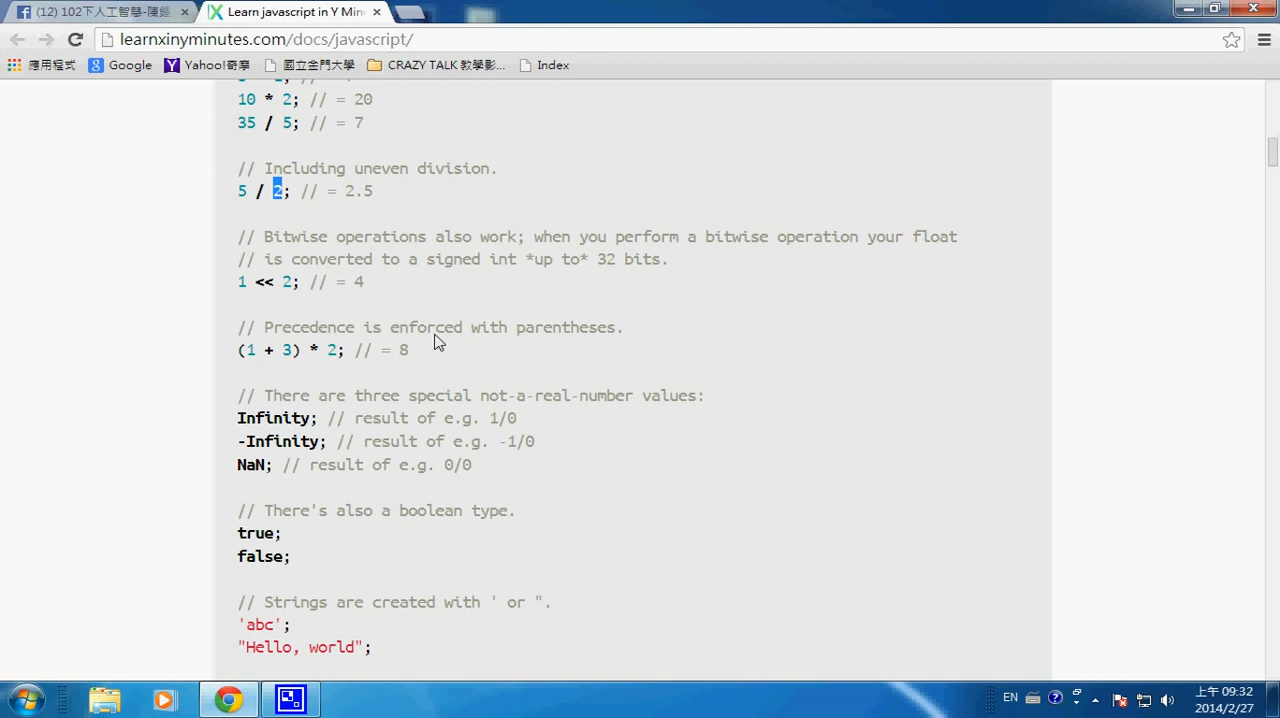 (12) 102下人工智慧-陳
Learn javascript in Y Min
learnxinyminutes.com/docs/javascript/
應用程式
Google
Yahoo!奇摩
國立金門大學
CRAZY TALK 教學影...
Index
10 * 2; // = 20
35 / 5; // = 7
// Including uneven division.
5 / 2; // = 2.5
// Bitwise operations also work; when you perform a bitwise operation your float
// is converted to a signed int *up to* 32 bits.
1 << 2; // = 4
// Precedence is enforced with parentheses.
(1 + 3) * 2; // = 8
// There are three special not-a-real-number values:
Infinity; // result of e.g. 1/0
-Infinity; // result of e.g. -1/0
NaN; // result of e.g. 0/0
// There's also a boolean type.
true;
false;
// Strings are created with ' or ".
'abc';
"Hello, world";
EN
上午 09:32
2014/2/27